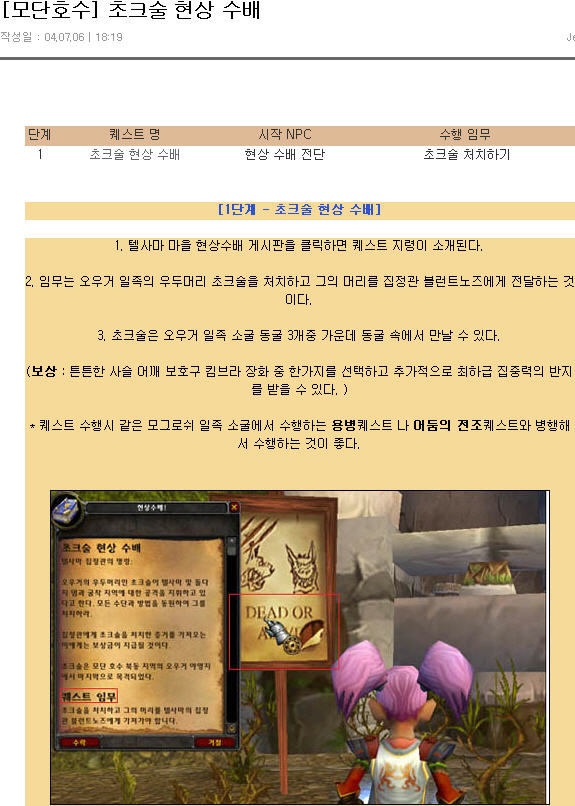 [모단호수] 초크술 현상 수배
작성일 : 04.07.06 | 18:19
단계 퀘스트 명 시작 NPC 수행 임무
1 초크술 현상 수배 현상 수배 전단 초크술 처치하기
[1단계 - 초크술 현상 수배]
1. 텔사마 마을 현상수배 게시판을 클릭하면 퀘스트 지령이 소개된다.
2. 임무는 오우거 일족의 우두머리 초크술을 처치하고 그의 머리를 집정관 블런트노즈에게 전달하는 것
이다.
3. 초크술은 오우거 일족 소굴 동굴 3개중 가운데 동굴 속에서 만날 수 있다.
(보상 : 튼튼한 사슬 어깨 보호구 킴브라 장화 중 한가지를 선택하고 추가적으로 최하급 집중력의 반지
를 받을 수 있다. )
* 퀘스트 수행시 같은 모그로쉬 일족 소굴에서 수행하는 용병퀘스트 나 어둠의 전조퀘스트와 병행해
서 수행하는 것이 좋다.
현상수배!
초크술 현상 수배
텔사마 집정관의 명령:
오우거의 우두머리인 초크술이 텔사마 및 돌다
지 댐과 굴착 지역에 대한 공격을 지휘하고 있
다고 한다. 모든 수단과 방법을 동원하여 그를
처치하라.
집정관에게 초크술을 처치한 증거를 가져오는
이에게는 보상금이 지급될 것이다.
초크술은 모단 호수 북동 지역의 오우거 야영지
에서 마지막으로 목격되었다.
퀘스트 임무
초크술을 처치하고 그의 머리를 텔사마의 집정
관 블런트노즈에게 가져가야 합니다.
수락 거절
DEAD OR